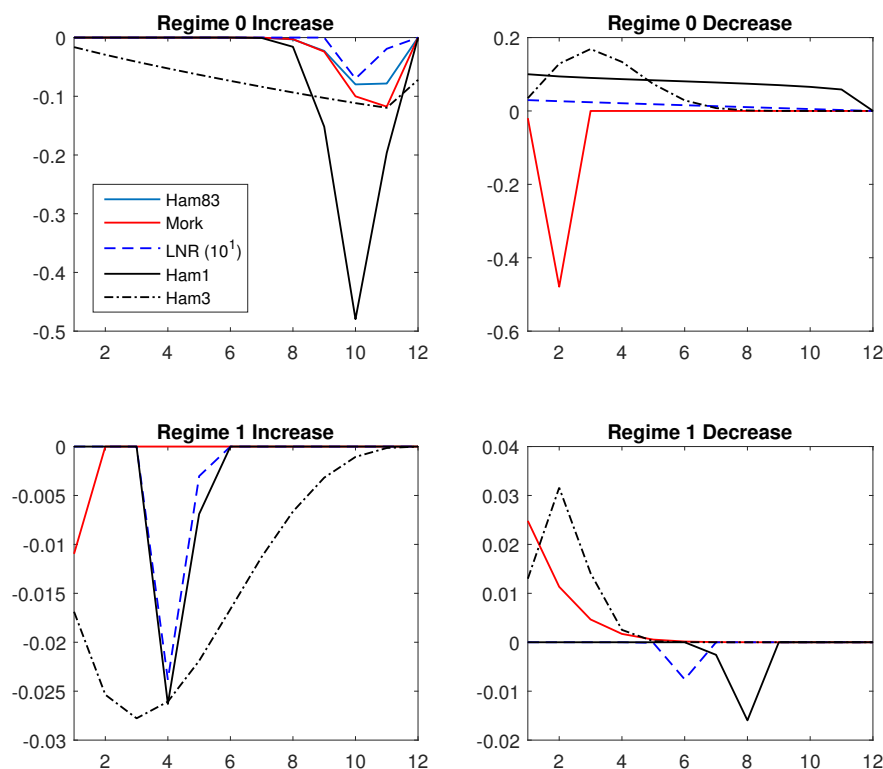 Regime 0 Increase
0
-0.1
-0.2
-0.3
-0.4
-0.5
2 4 6 8 10 12
Ham83
Mork
LNR (10^1)
Ham1
Ham3
Regime 0 Decrease
0.2
0
-0.2
-0.4
-0.6
2 4 6 8 10 12
Regime 1 Increase
0
-0.005
-0.01
-0.015
-0.02
-0.025
-0.03
2 4 6 8 10 12
Regime 1 Decrease
0.04
0.03
0.02
0.01
0
-0.01
-0.02
2 4 6 8 10 12